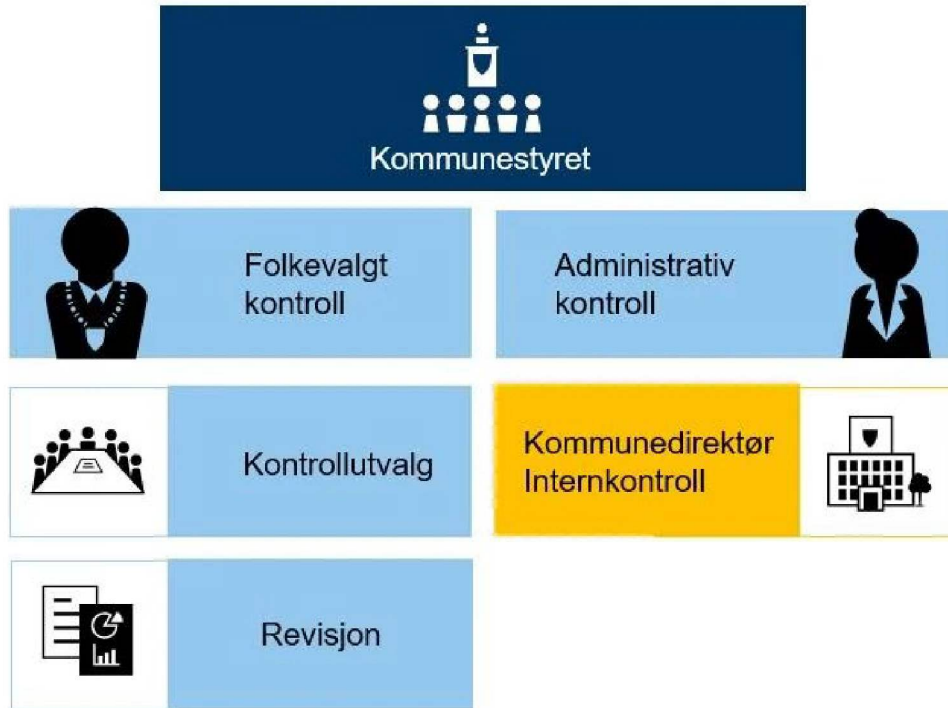 Kommunestyret
Folkevalgt
kontroll
Administrativ
kontroll
Kontrollutvalg
Kommunedirektør
Internkontroll
Revisjon